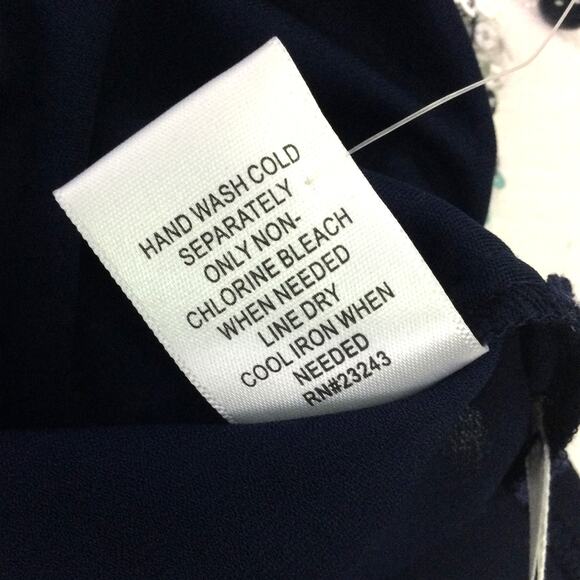 HAND WASH COLD
SEPARATELY
ONLY NON-
CHLORINE BLEACH
WHEN NEEDED
LINE DRY
COOL IRON WHEN
NEEDED
RN#23243